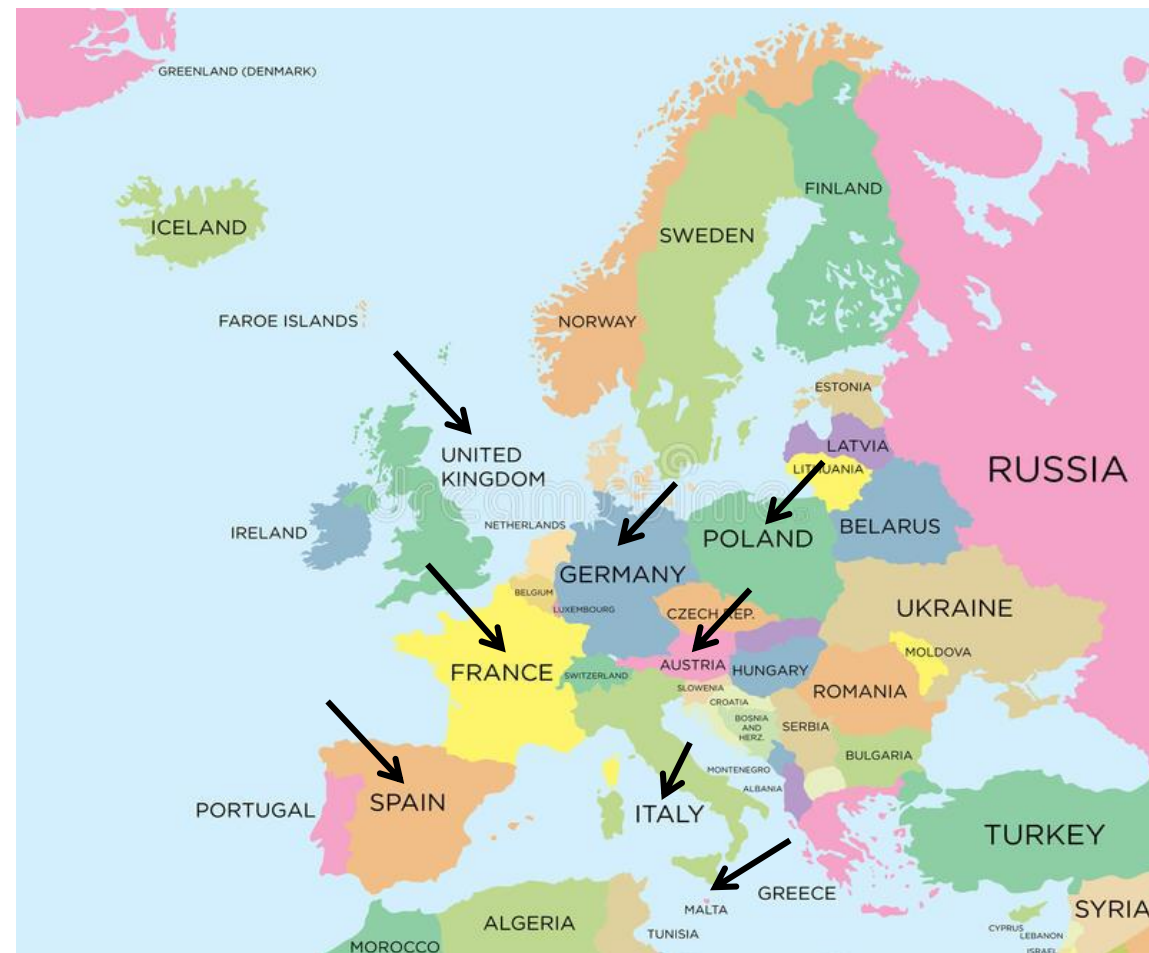 GREENLAND (DENMARK)
ICELAND
FINLAND
SWEDEN
FAROE ISLANDS
NORWAY
ESTONIA
LATVIA
UNITED
KINGDOM
LITHUANIA
RUSSIA
dreamstime
IRELAND
NETHERLANDS
POLAND
BELARUS
GERMANY
BELGIUM
LUXEMBOURG
CZECH REP.
UKRAINE
FRANCE
SWITZERLAND
AUSTRIA
HUNGARY
MOLDOVA
SLOWENIA
CROATIA
ROMANIA
BOSNIA
AND
HERZ.
SERBIA
BULGARIA
MONTENEGRO
ALBANIA
PORTUGAL
SPAIN
ITALY
TURKEY
GREECE
MALTA
ALGERIA
TUNISIA
MOROCCO
CYPRUS
LEBANON
ISRAEL
SYRIA